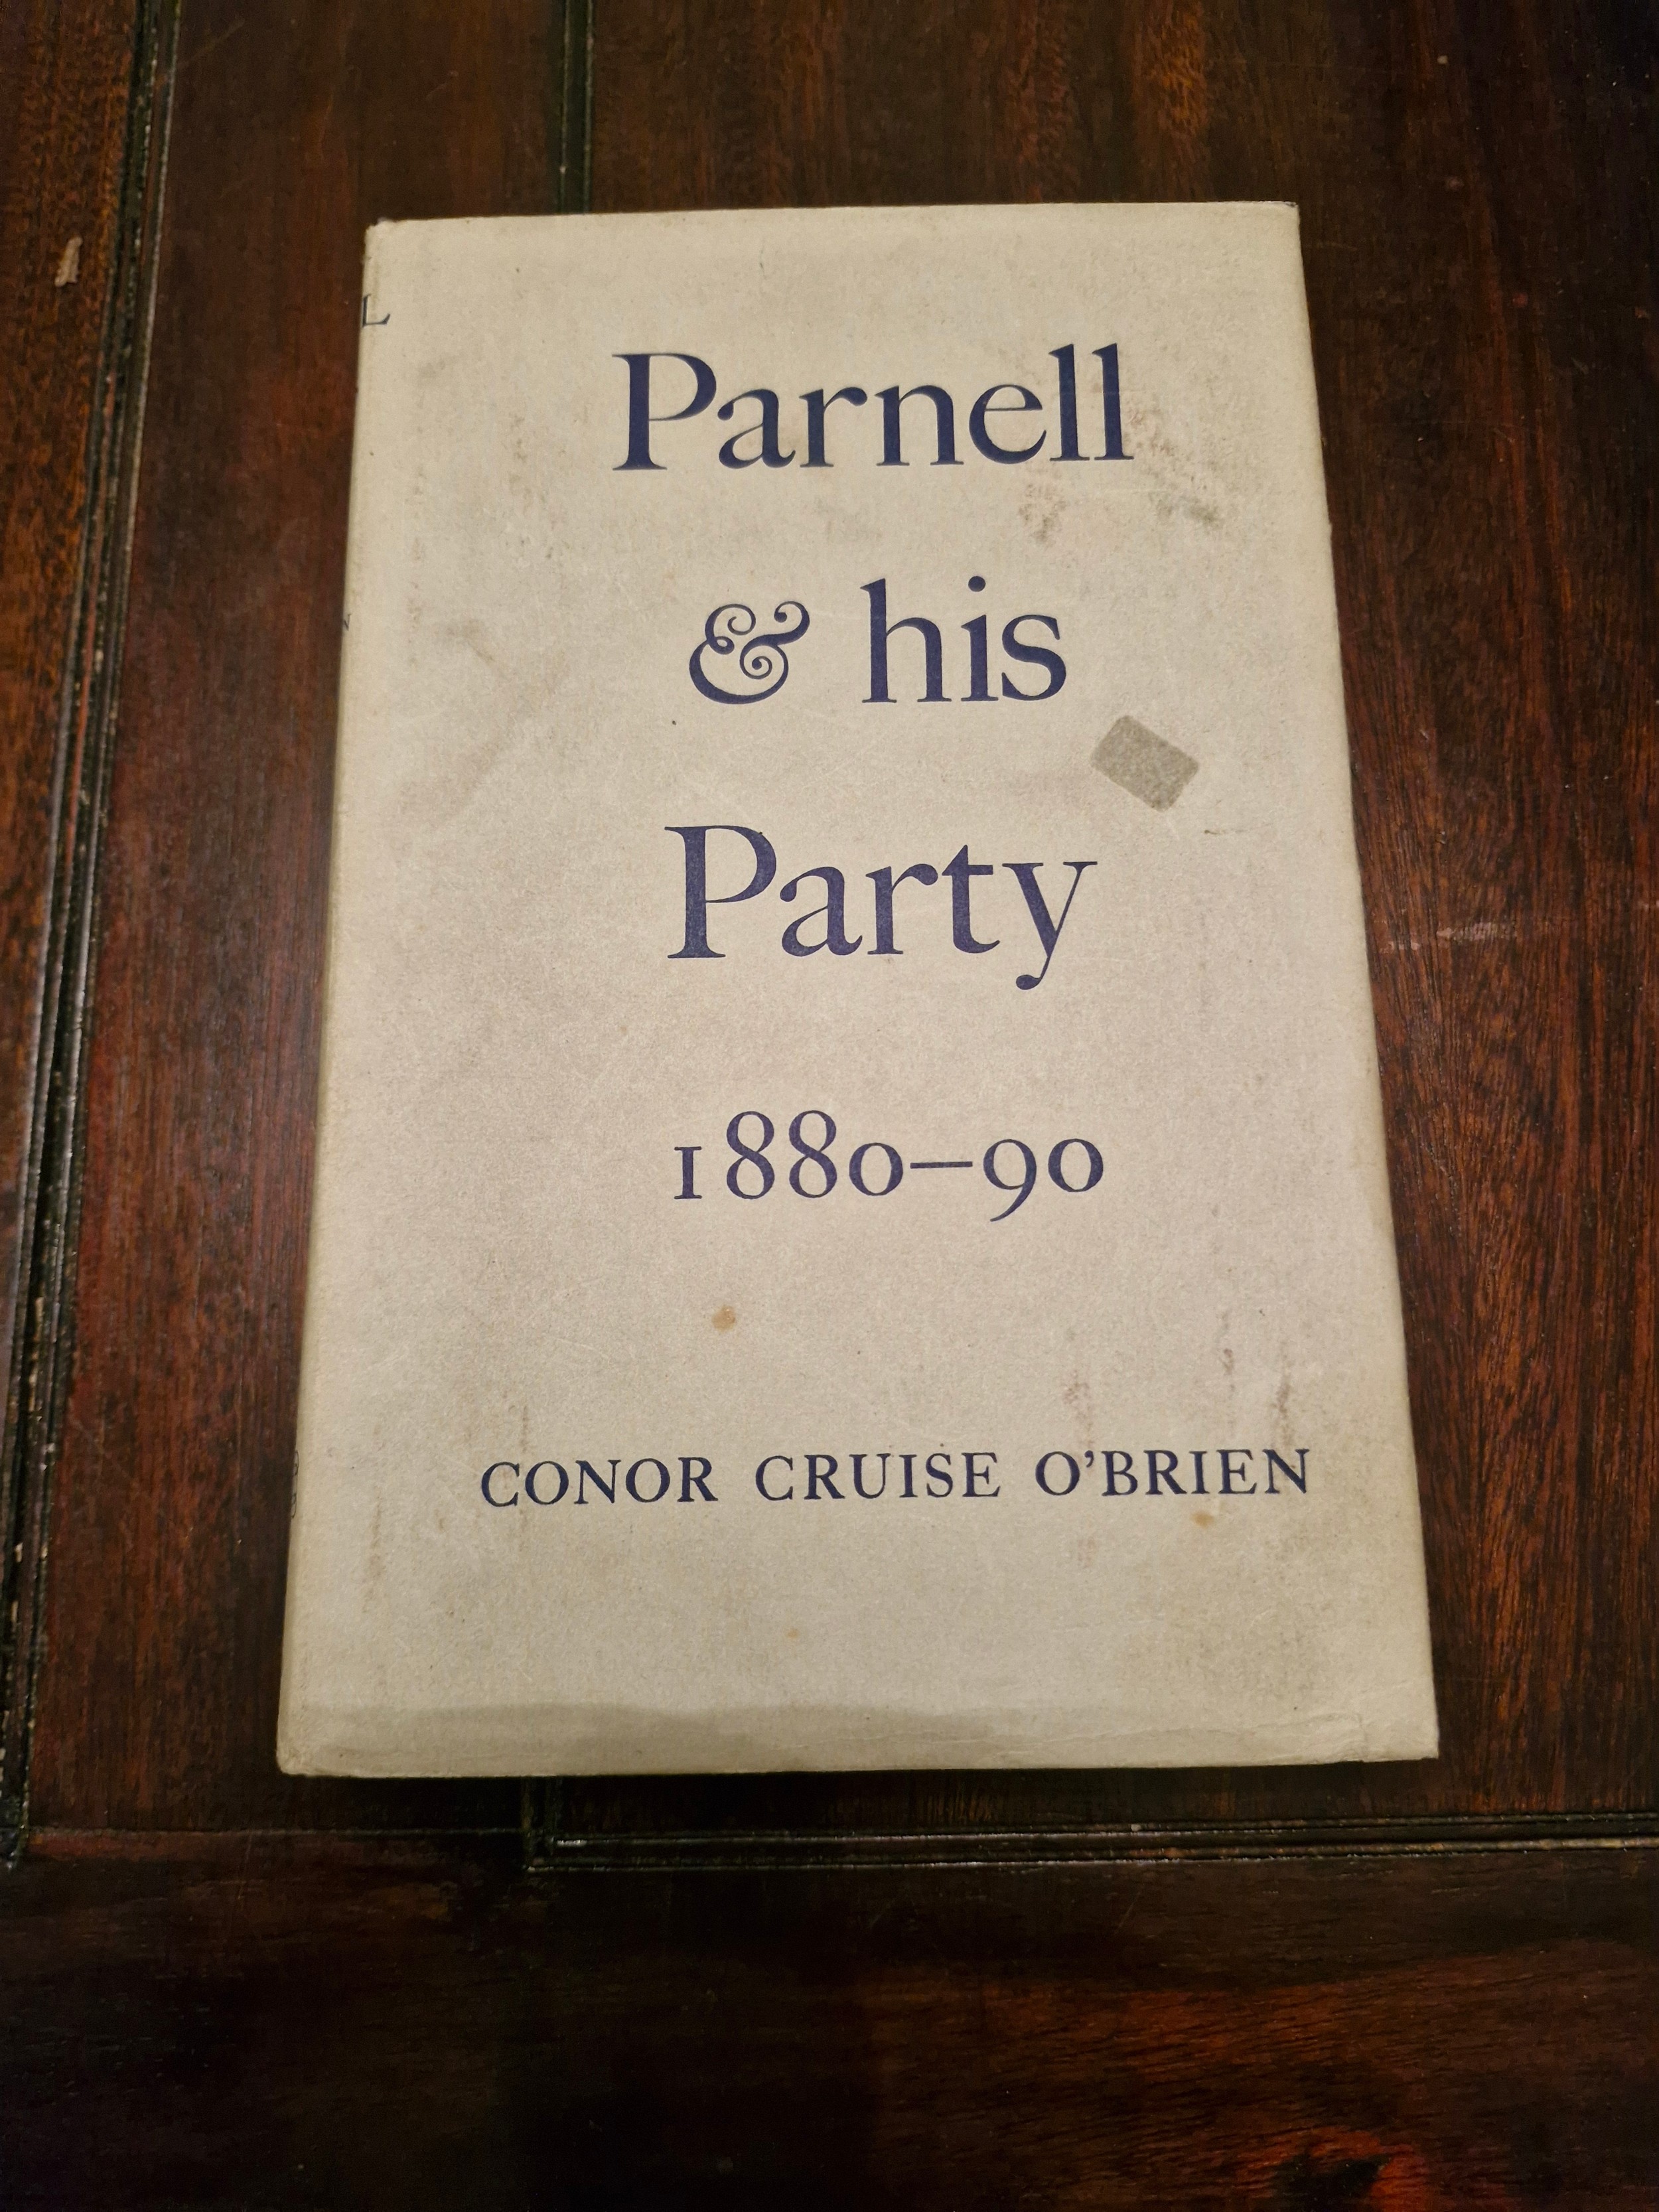 Parnell
& his
Party
1880–90
CONOR CRUISE O'BRIEN